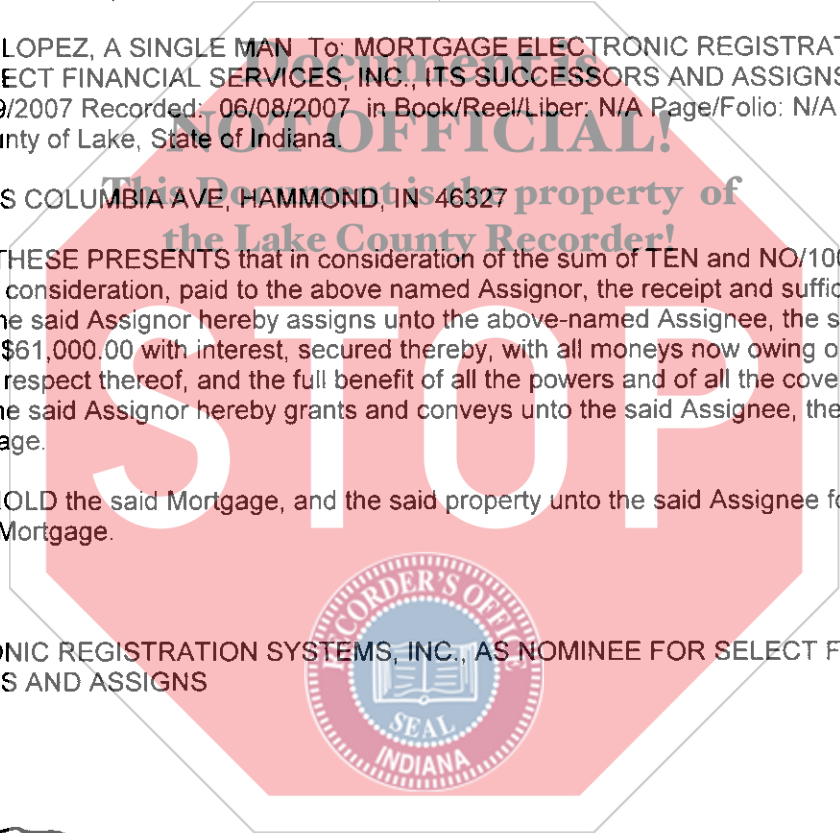 LOPEZ, A SINGLE MAN To: MORTGAGE ELECTRONIC REGISTRAT
Document is
ECT FINANCIAL SERVICES, INC., ITS SUCCESSORS AND ASSIGNS
9/2007 Recorded: 06/08/2007 in Book/Reel/Liber: N/A Page/Folio: N/A
NOT OFFICIAL!
unty of Lake, State of Indiana.
S COLUMBIA AVE, HAMMOND, IN 46327
This Document is the property of
the Lake County Recorder!
THESE PRESENTS that in consideration of the sum of TEN and NO/100
consideration, paid to the above named Assignor, the receipt and suffic
he said Assignor hereby assigns unto the above-named Assignee, the s
$61,000.00 with interest, secured thereby, with all moneys now owing o
respect thereof, and the full benefit of all the powers and of all the cove
he said Assignor hereby grants and conveys unto the said Assignee, the
age.
STOP
OLD the said Mortgage, and the said property unto the said Assignee fo
Mortgage.
RECORDER'S OFFICE
ONIC REGISTRATION SYSTEMS, INC., AS NOMINEE FOR SELECT F
S AND ASSIGNS
SEAL
INDIANA